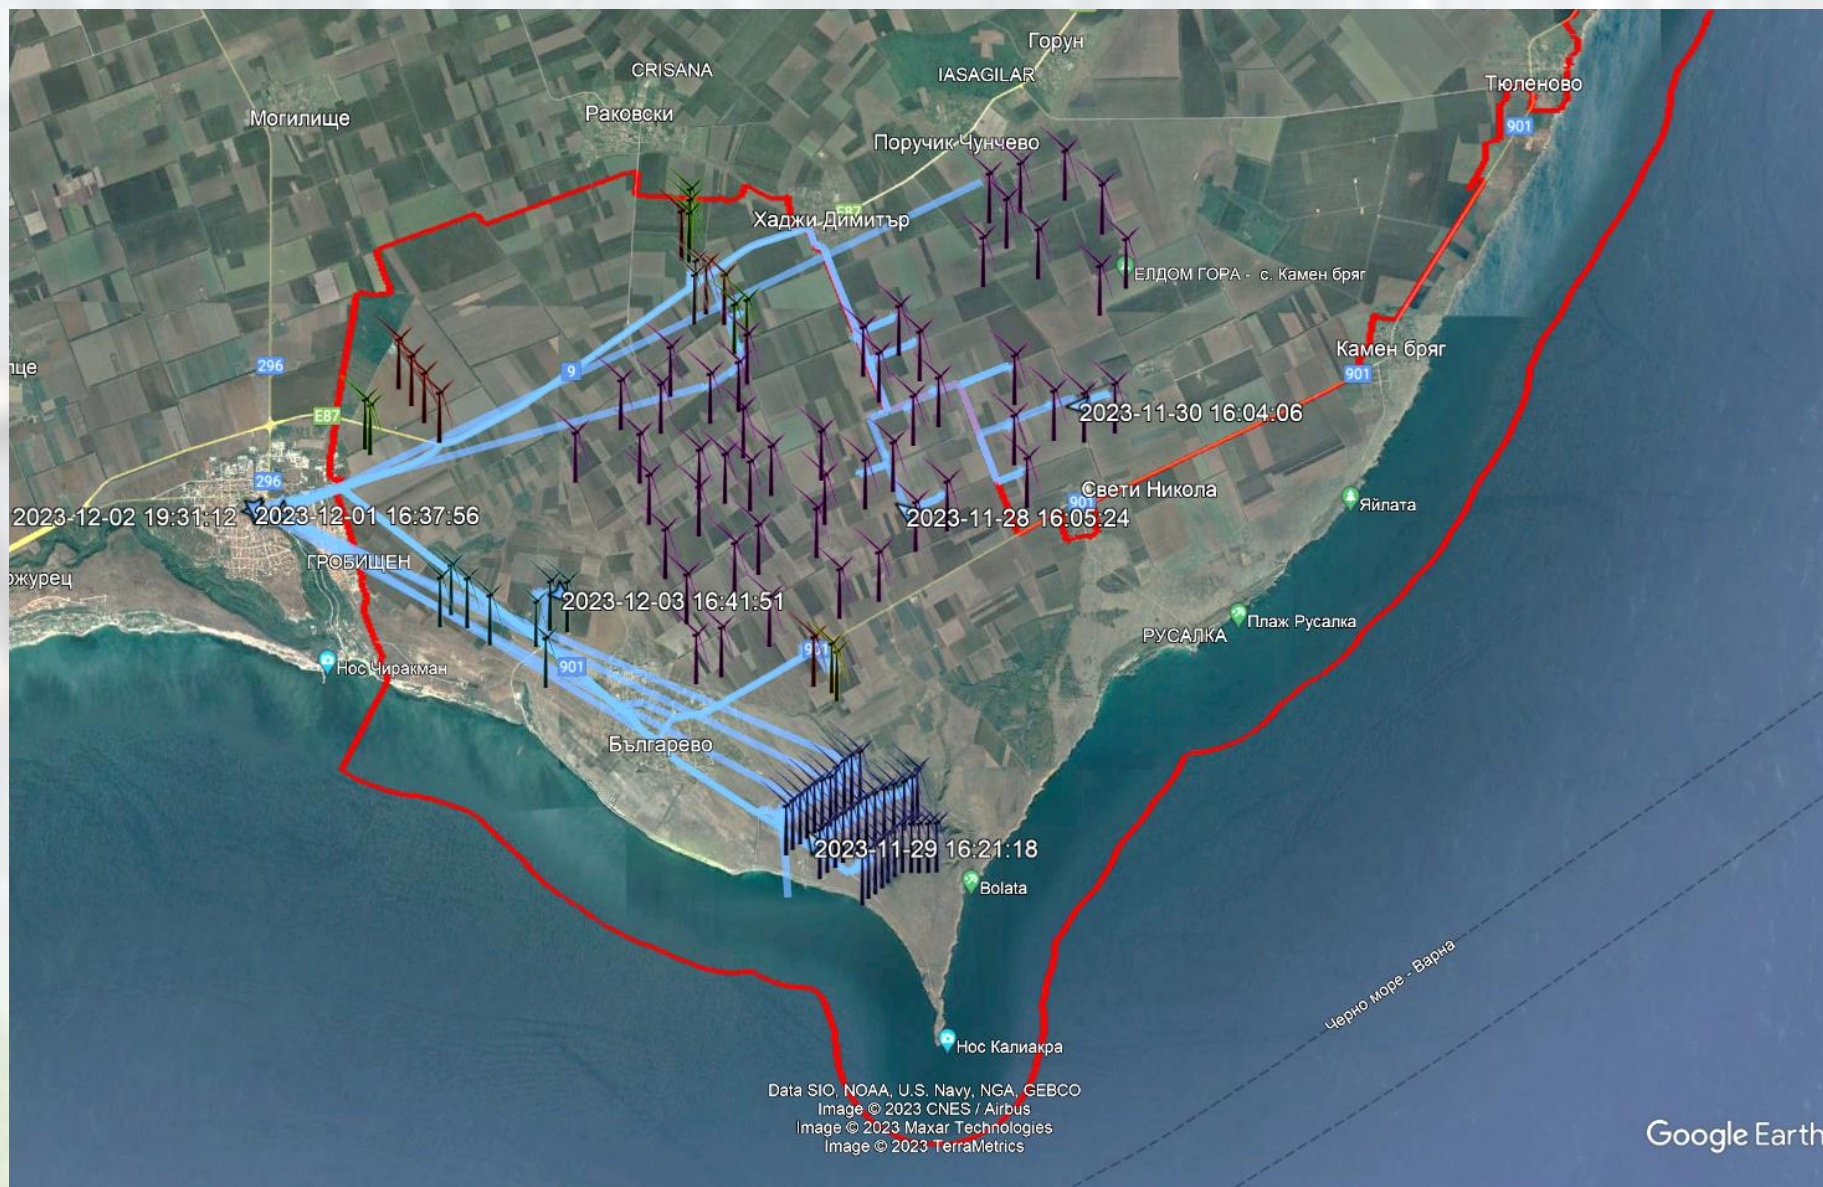 Горун
CRISANA
IASAGILAR
Тюленово
Могилище
Раковски
901
Поручик Чунчево
E87
Хаджи Димитър
ЕЛДОМ ГОРА - с. Камен бряг
Камен бряг
296
9
901
E87
2023-11-30 16:04:06
296
Свети Никола
901
Яйлата
2023-12-02 19:31:12
2023-12-01 16:37:56
2023-11-28 16:05:24
ГРОБИЩЕН
2023-12-03 16:41:51
Плаж Русалка
РУСАЛКА
901
901
Нос Чиракман
Българево
2023-11-29 16:21:18
Bolata
Черно море - Варна
Нос Калиакра
Data SIO, NOAA, U.S. Navy, NGA, GEBCO
Image © 2023 CNES / Airbus
Image © 2023 Maxar Technologies
Image © 2023 TerraMetrics
Google Earth